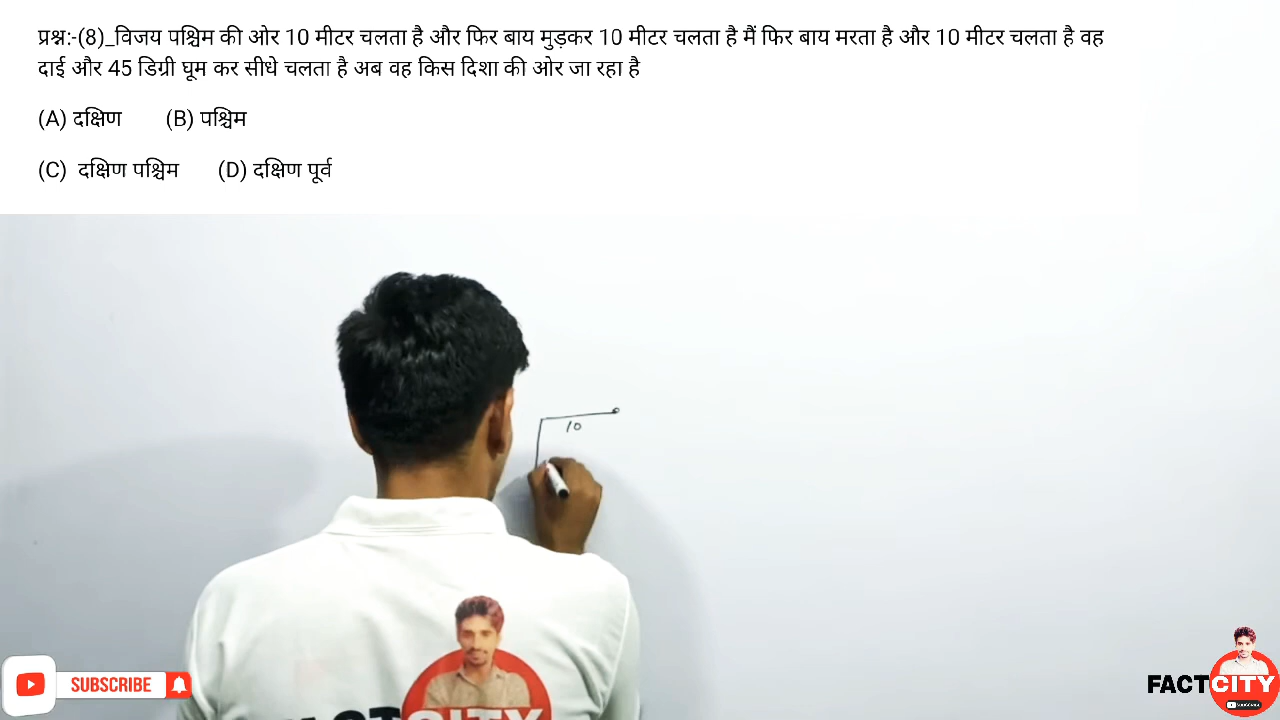 प्रश्न:-(8)_विजय पश्चिम की ओर 10 मीटर चलता है और फिर बाय मुड़कर 10 मीटर चलता है मैं फिर बाय मरता है और 10 मीटर चलता है वह
दाई और 45 डिग्री घूम कर सीधे चलता है अब वह किस दिशा की ओर जा रहा है
(A) दक्षिण (B) पश्चिम
(C) दक्षिण पश्चिम (D) दक्षिण पूर्व
10
SUBSCRIBE
FACTCITY